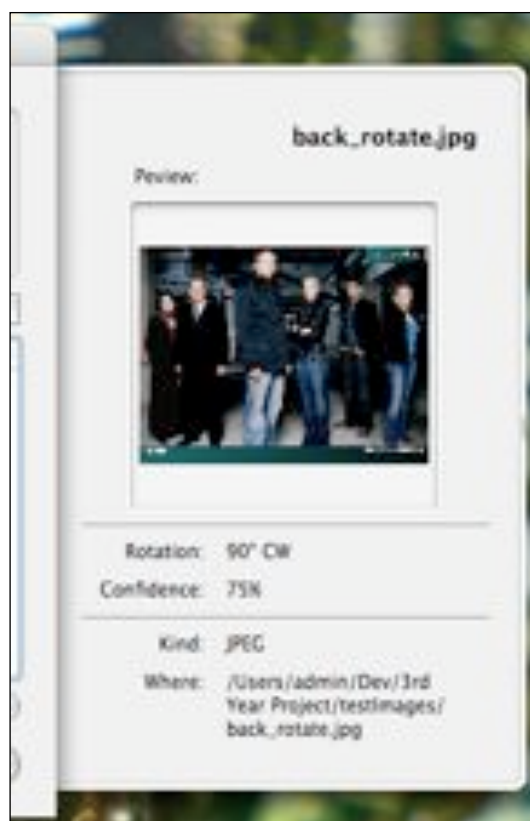 back_rotate.jpg
Peview:
Rotation: 90° CW
Confidence: 75%
Kind: JPEG
Where: /Users/admin/Dev/3rd
Year Project/testImages/
back_rotate.jpg